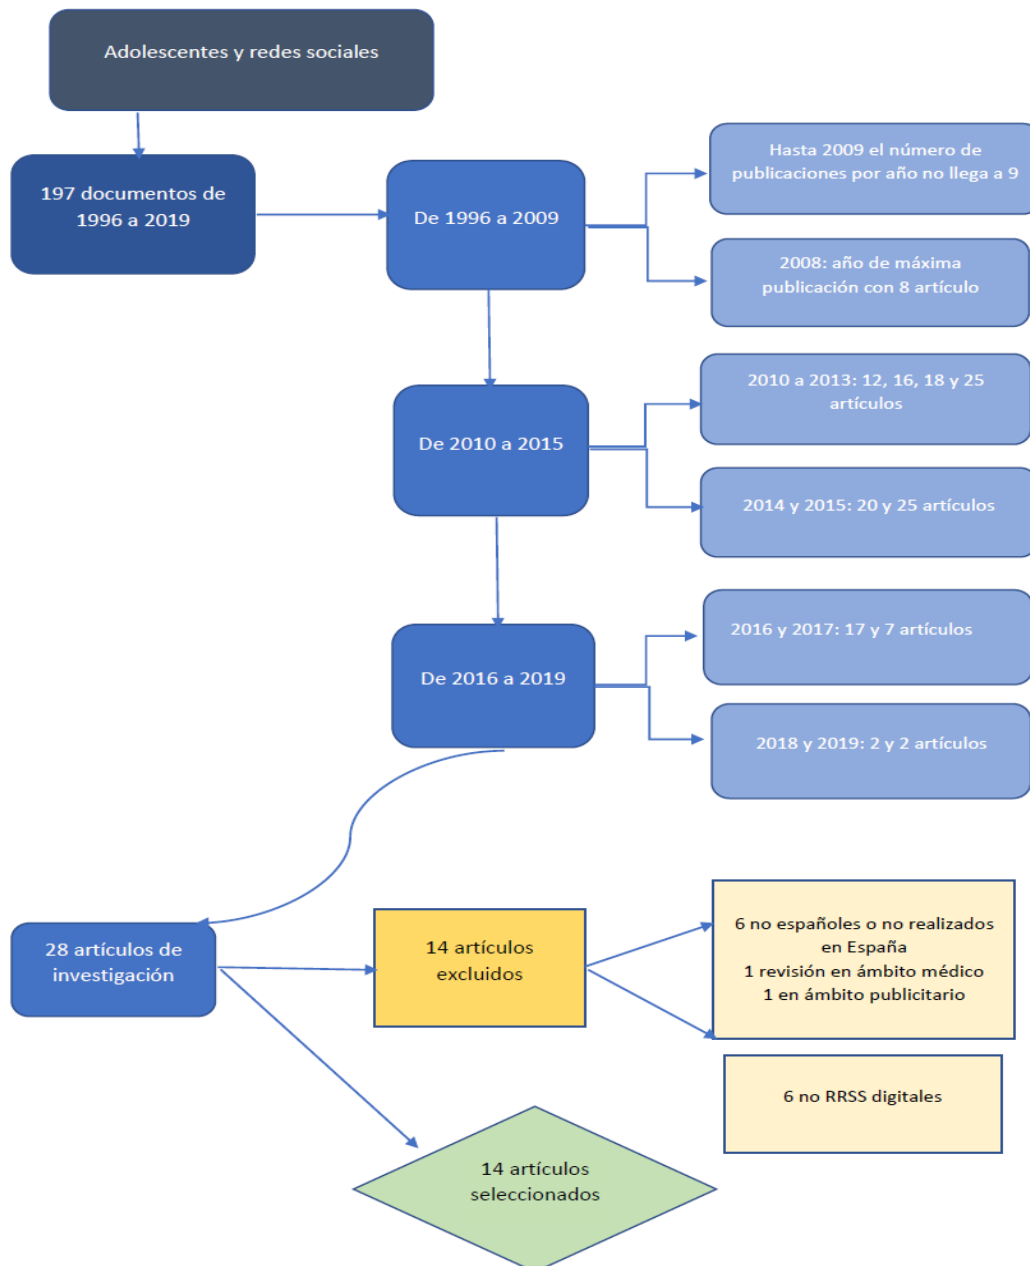 Adolescentes y redes sociales
197 documentos de
1996 a 2019
De 1996 a 2009
Hasta 2009 el número de
publicaciones por año no llega a 9
2008: año de máxima
publicación con 8 artículo
De 2010 a 2015
2010 a 2013: 12, 16, 18 y 25
artículos
2014 y 2015: 20 y 25 artículos
De 2016 a 2019
2016 y 2017: 17 y 7 artículos
2018 y 2019: 2 y 2 artículos
28 artículos de
investigación
14 artículos
excluidos
6 no españoles o no realizados
en España
1 revisión en ámbito médico
1 en ámbito publicitario
6 no RRSS digitales
14 artículos
seleccionados